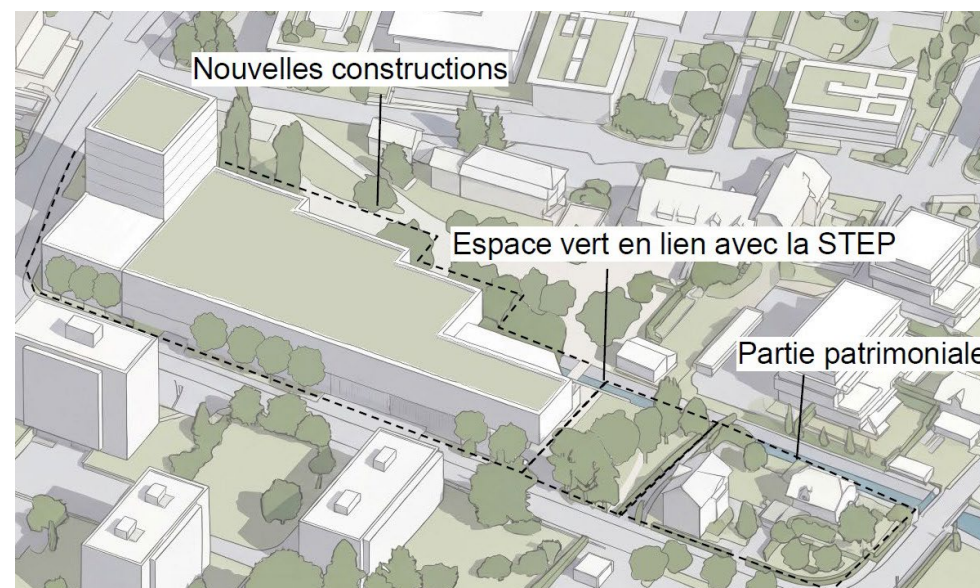 Nouvelles constructions
Espace vert en lien avec la STEP
Partie patrimoniale